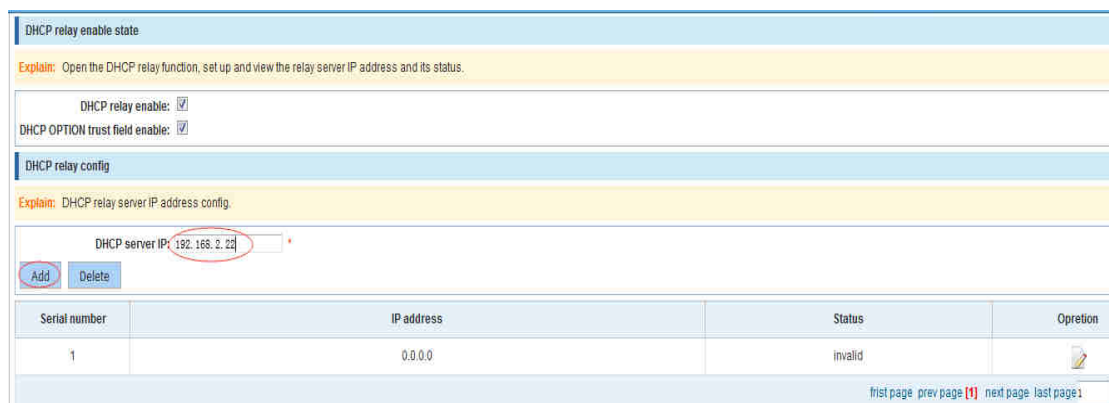 DHCP relay enable state
Explain: Open the DHCP relay function, set up and view the relay server IP address and its status.
DHCP relay enable:
DHCP OPTION trust field enable:
DHCP relay config
Explain: DHCP relay server IP address config.
DHCP server IP: 192. 168. 2. 22 *
Add Delete
Serial number IP address Status Opretion
1 0.0.0.0 invalid
frist page prev page [1] next page last page 1